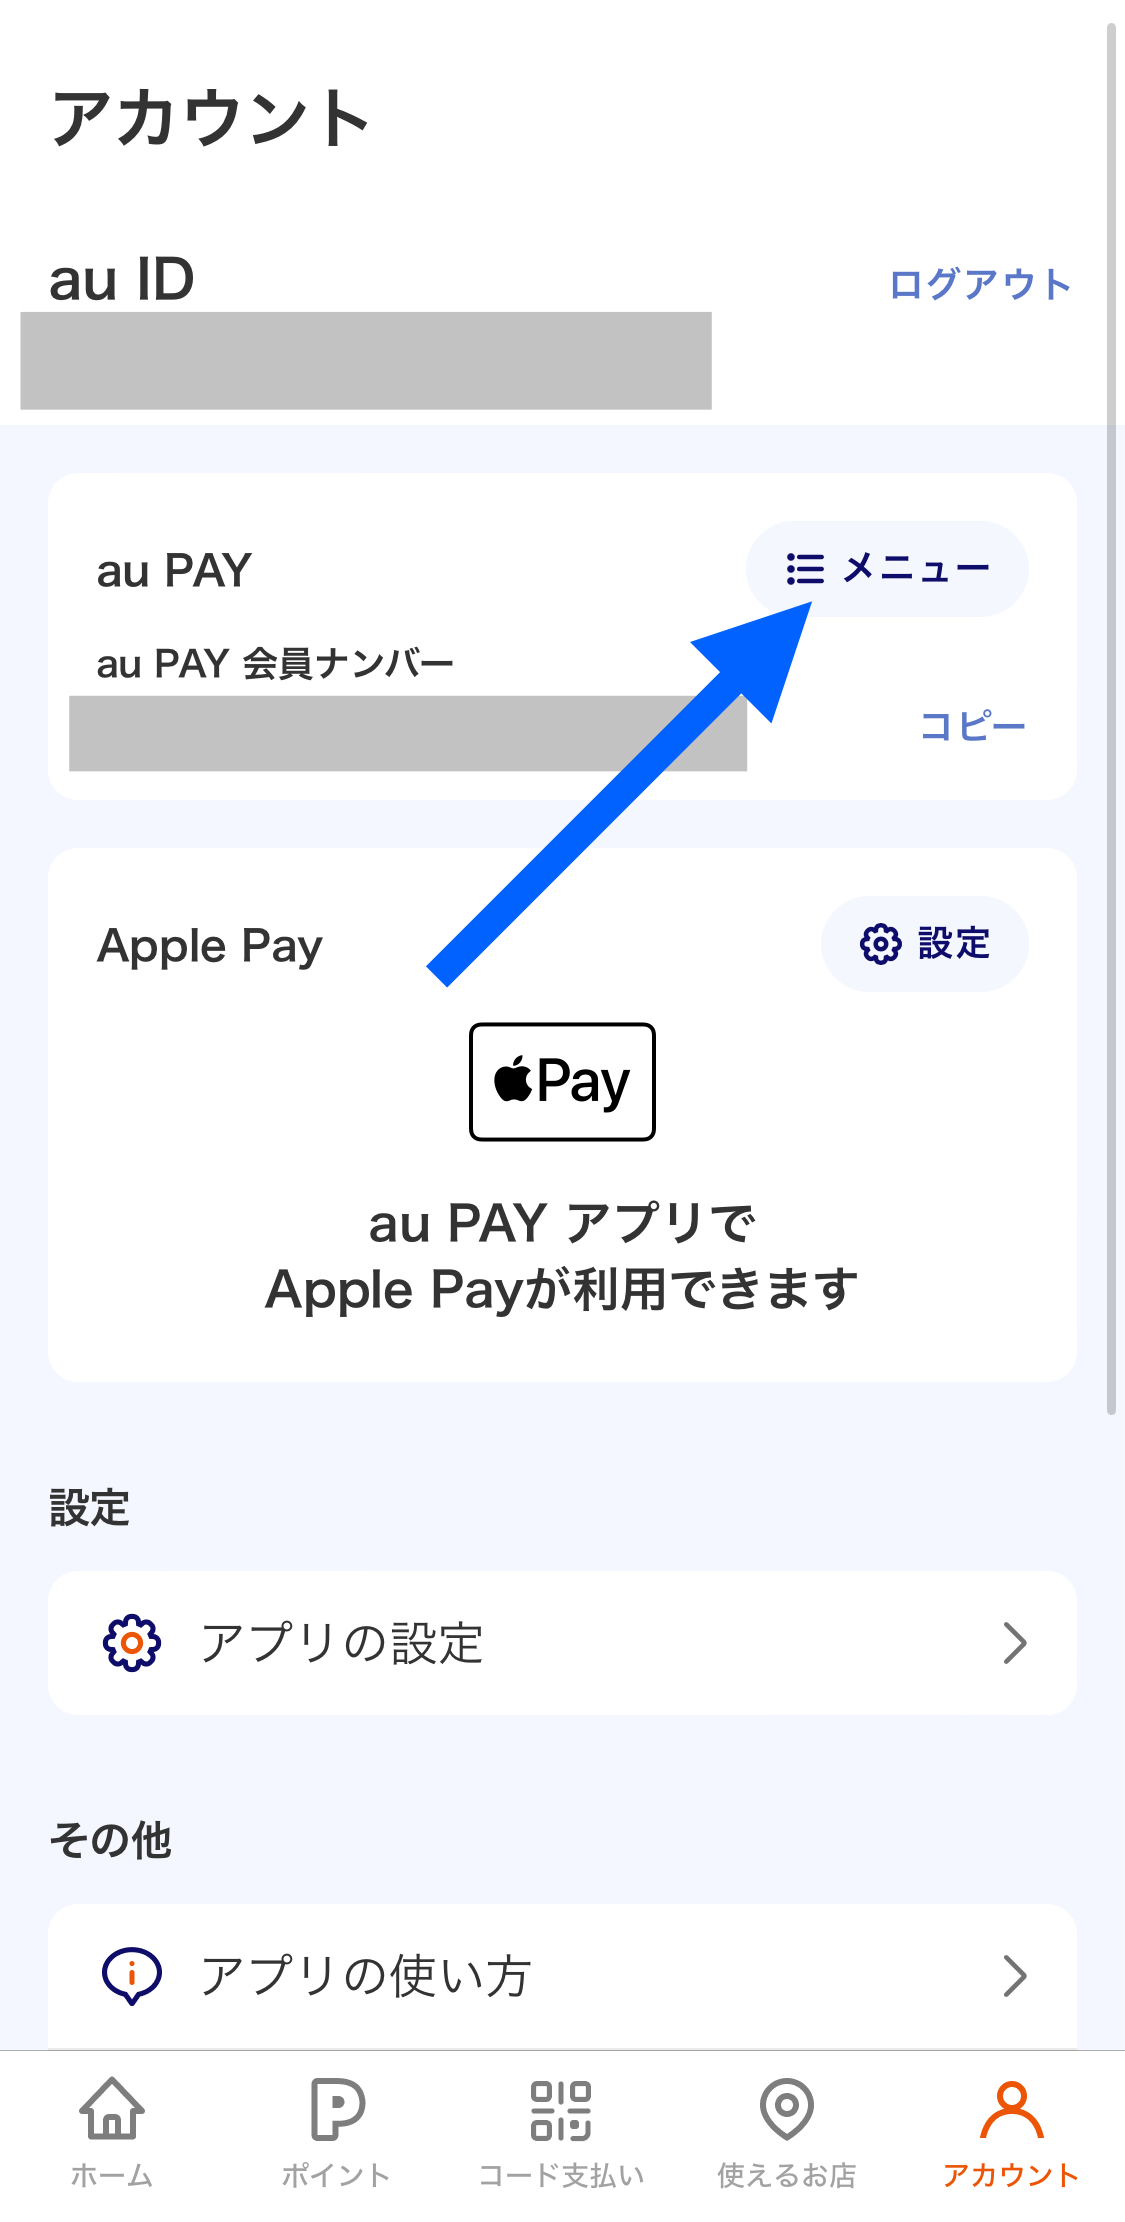 アカウント
au ID
ログアウト
au PAY
メニュー
au PAY 会員ナンバー
コピー
Apple Pay
設定
Pay
au PAY アプリで
Apple Payが利用できます
設定
アプリの設定
その他
アプリの使い方
ホーム
ポイント
コード支払い
使えるお店
アカウント